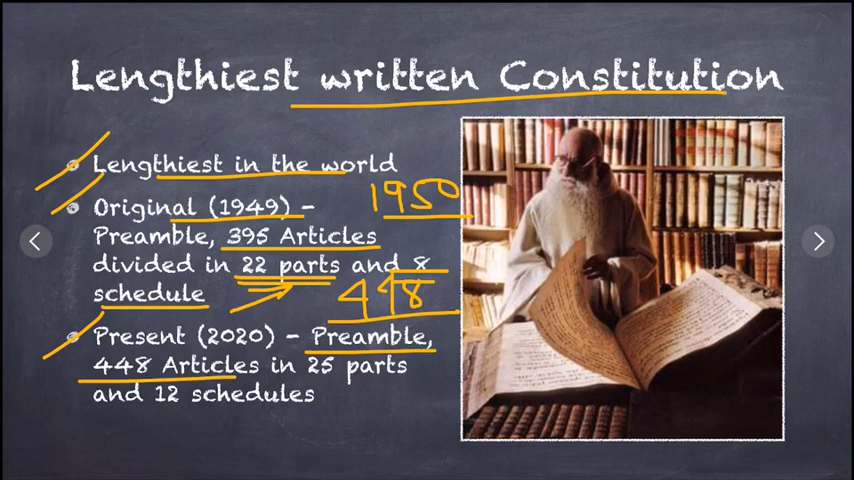 Lengthiest written Constitution
Lengthiest in the world
1950
Original (1949) -
Preamble, 395 Articles
divided in 22 parts and 8
schedule
448
Present (2020) - Preamble,
448 Articles in 25 parts
and 12 schedules